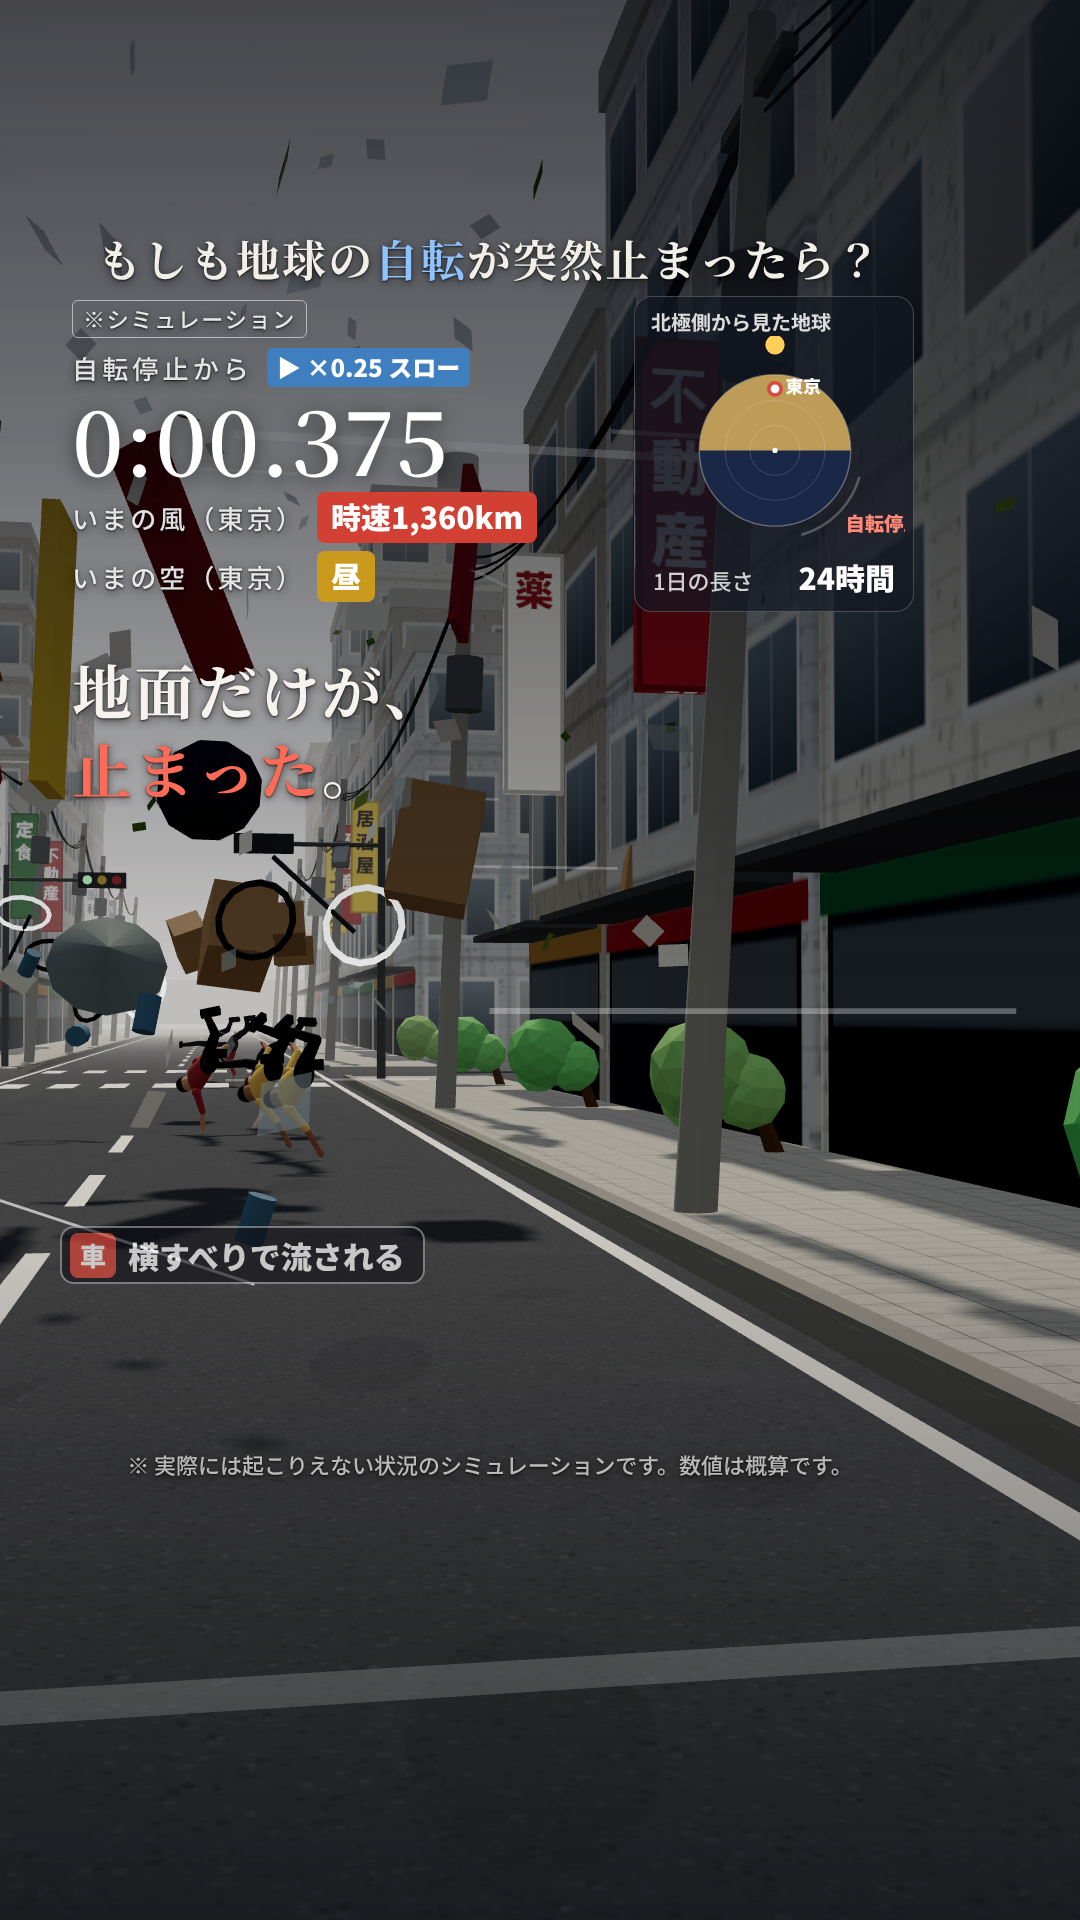 もしも地球の自転が突然止まったら？
※シミュレーション
自転停止から ▶ ×0.25 スロー
0:00.375
いまの風（東京） 時速1,360km
いまの空（東京） 昼
北極側から見た地球
東京
自転停
1日の長さ 24時間
不動産
薬
地面だけが、
止まった。
定食
不動産
居酒屋
車 横すべりで流される
※ 実際には起こりえない状況のシミュレーションです。数値は概算です。